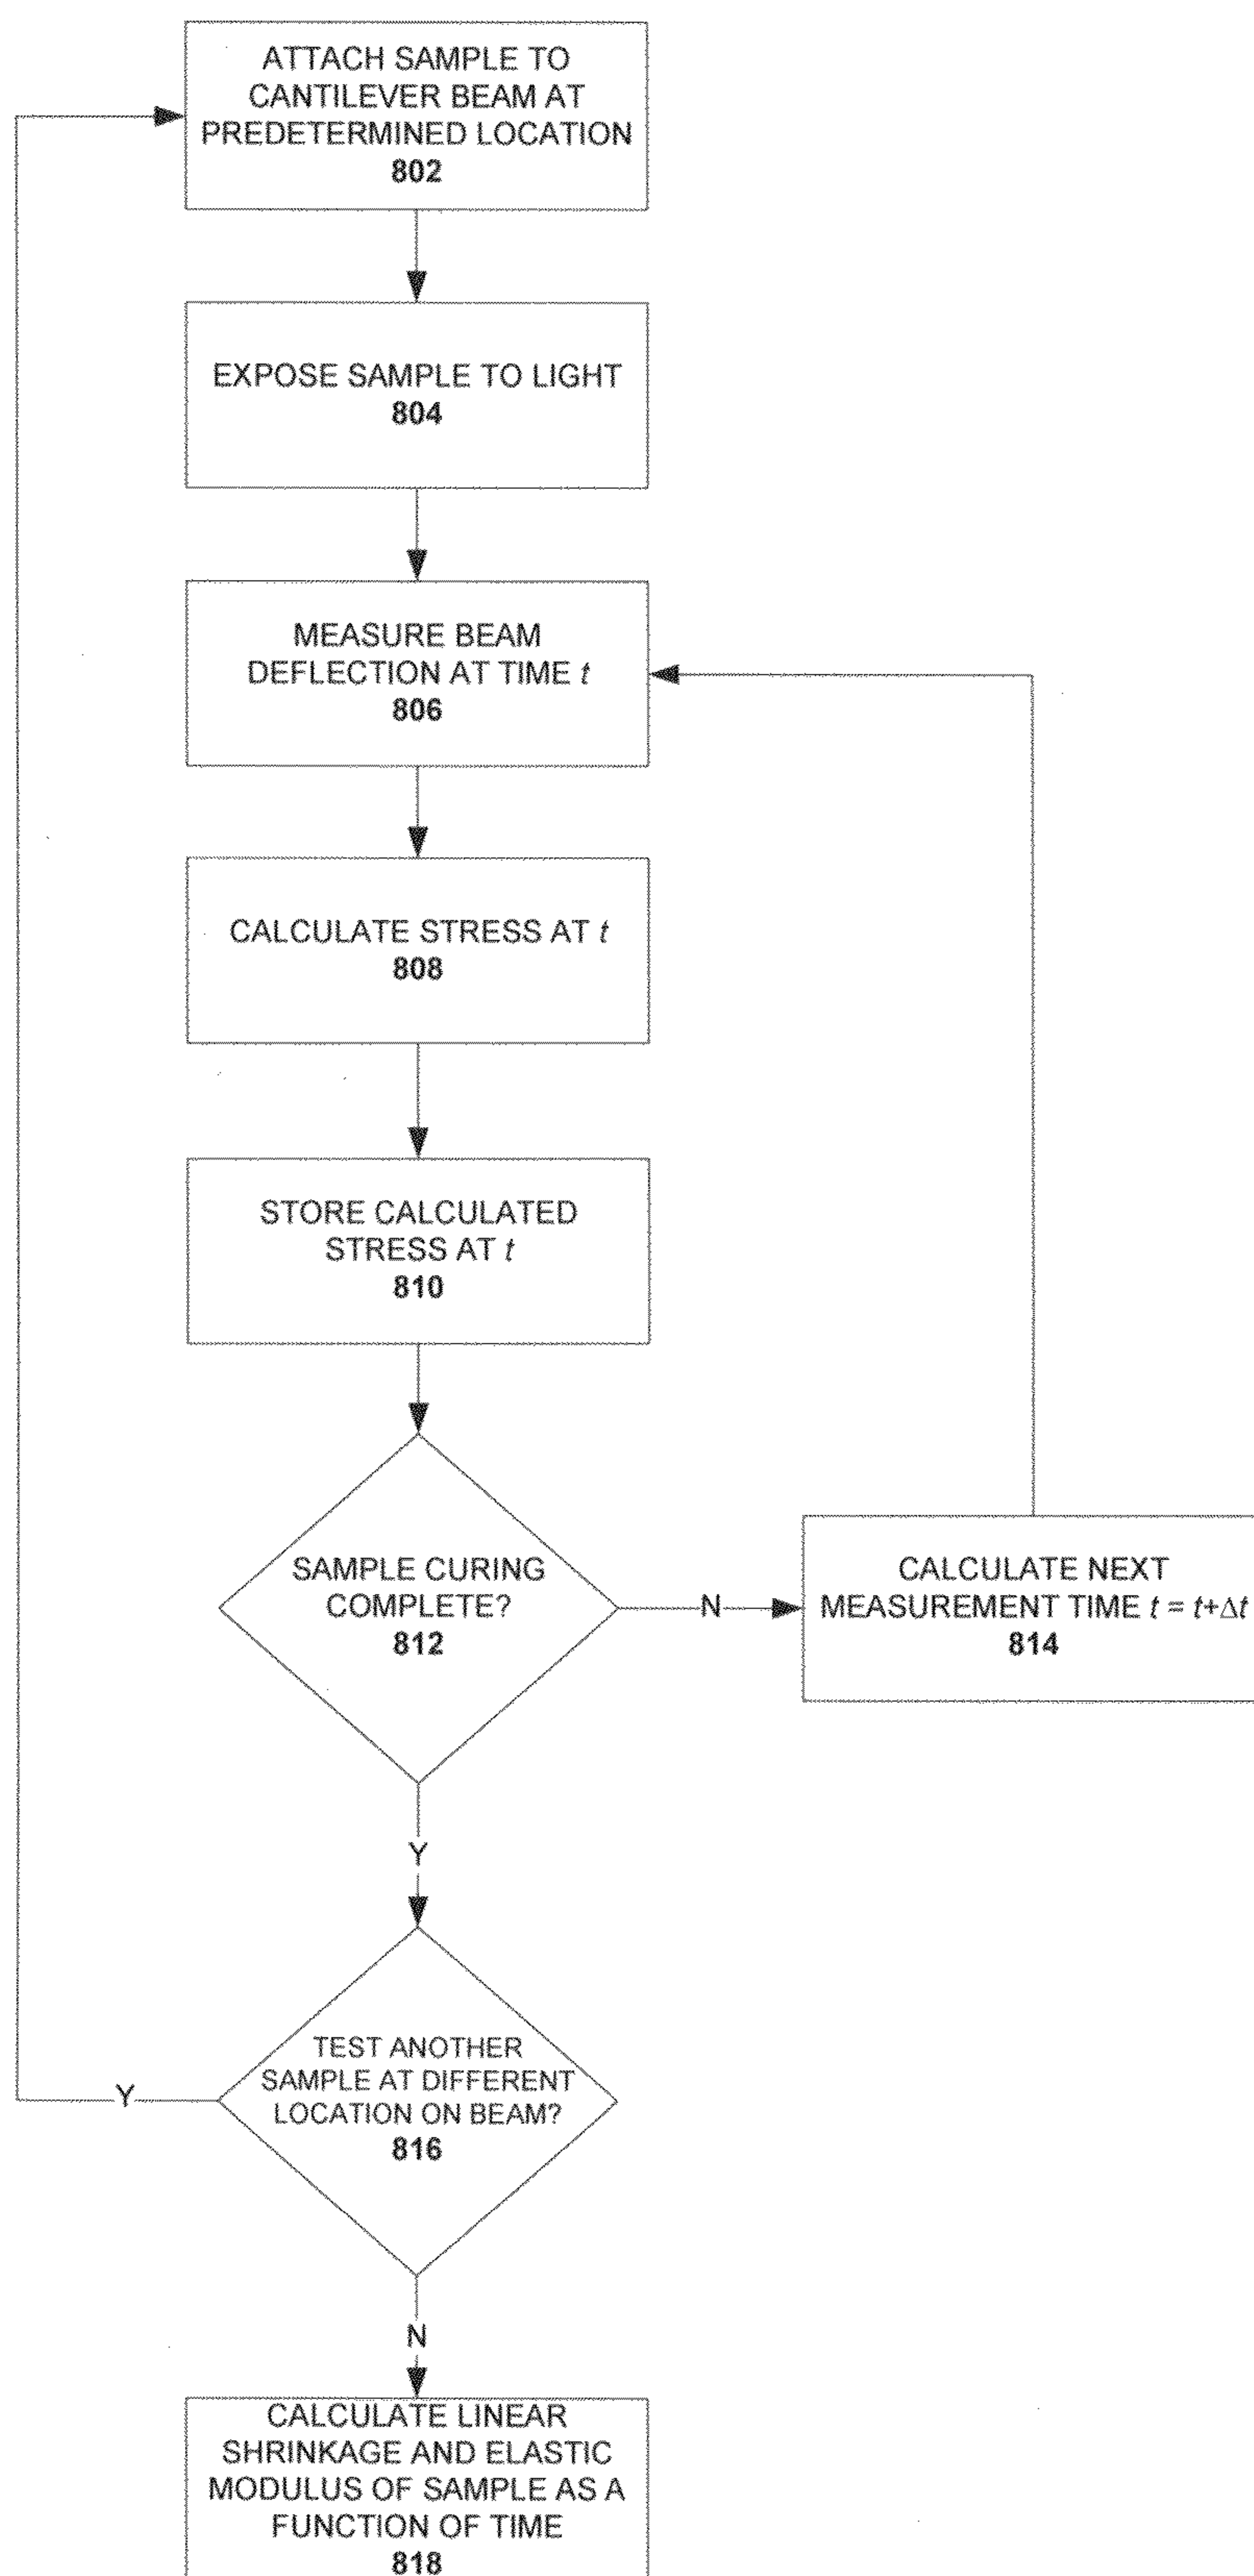 ATTACH SAMPLE TO
CANTILEVER BEAM AT
PREDETERMINED LOCATION
802
EXPOSE SAMPLE TO LIGHT
804
MEASURE BEAM
DEFLECTION AT TIME t
806
CALCULATE STRESS AT t
808
STORE CALCULATED
STRESS AT t
810
SAMPLE CURING
COMPLETE?
812
N
CALCULATE NEXT
MEASUREMENT TIME t = t+Δt
814
Y
TEST ANOTHER
SAMPLE AT DIFFERENT
LOCATION ON BEAM?
816
Y
N
CALCULATE LINEAR
SHRINKAGE AND ELASTIC
MODULUS OF SAMPLE AS A
FUNCTION OF TIME
818